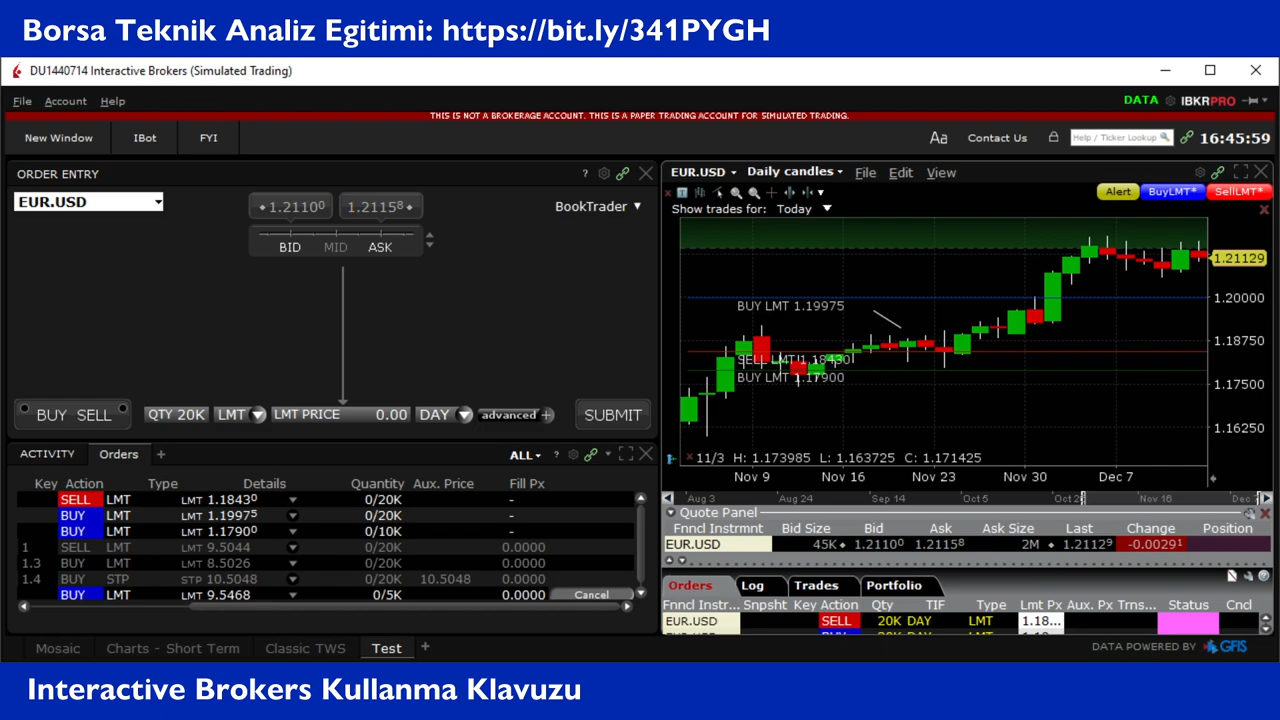 Borsa Teknik Analiz Egitimi: https://bit.ly/341PYGH
DU1440714 Interactive Brokers (Simulated Trading)
File Account Help
DATA IBKRPRO
THIS IS NOT A BROKERAGE ACCOUNT. THIS IS A PAPER TRADING ACCOUNT FOR SIMULATED TRADING.
New Window IBot FYI
Aa Contact Us Help / Ticker Lookup 16:45:59
ORDER ENTRY ?
EUR.USD
1.2110⁰ 1.2115⁸
BID MID ASK
BookTrader
BUY SELL QTY 20K LMT LMT PRICE 0.00 DAY advanced + SUBMIT
EUR.USD Daily candles File Edit View
Alert BuyLMT* SellLMT*
Show trades for: Today
1.21129
1.20000
1.18750
1.17500
1.16250
BUY LMT 1.19975
SELL LMT 1.18430
BUY LMT 1.17900
11/3 H: 1.173985 L: 1.163725 C: 1.171425
Nov 9 Nov 16 Nov 23 Nov 30 Dec 7
Aug 3 Aug 24 Sep 14 Oct 5 Nov 16
ACTIVITY Orders + ALL ?
Key Action Type Details Quantity Aux. Price Fill Px
SELL LMT LMT 1.1843⁰ 0/20K -
BUY LMT LMT 1.1997⁵ 0/20K -
BUY LMT LMT 1.1790⁰ 0/10K -
1 SELL LMT LMT 9.5044 0/20K 0.0000
1.3 BUY LMT LMT 8.5026 0/20K 0.0000
1.4 BUY STP STP 10.5048 0/20K 10.5048 0.0000
BUY LMT LMT 9.5468 0/5K 0.0000 Cancel
Quote Panel
Fnncl Instrmnt Bid Size Bid Ask Ask Size Last Change Position
EUR.USD 45K 1.2110⁰ 1.2115⁸ 2M 1.2112⁹ -0.0029¹
Orders Log Trades Portfolio
Fnncl Instr... Snpsht Key Action Qty TIF Type Lmt Px Aux. Px Trns... Status Cncl
EUR.USD SELL 20K DAY LMT 1.18...
Mosaic Charts - Short Term Classic TWS Test +
DATA POWERED BY GFIS
Interactive Brokers Kullanma Klavuzu